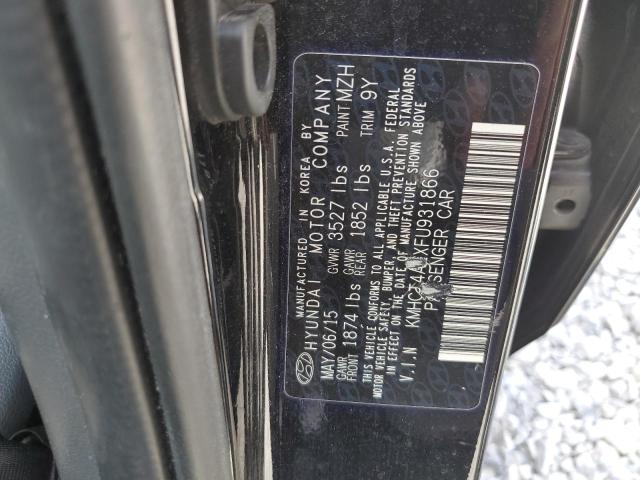 MANUFACTURED IN KOREA BY
HYUNDAI MOTOR COMPANY
MAY/06/15 GVWR 3527 lbs PAINT MZH
GAWR FRONT 1874 lbs GAWR REAR 1852 lbs TRIM 9Y
THIS VEHICLE CONFORMS TO ALL APPLICABLE U.S.A. FEDERAL
MOTOR VEHICLE SAFETY, BUMPER, AND THEFT PREVENTION STANDARDS
IN EFFECT ON THE DATE OF MANUFACTURE SHOWN ABOVE
V.I.N
PASSENGER CAR